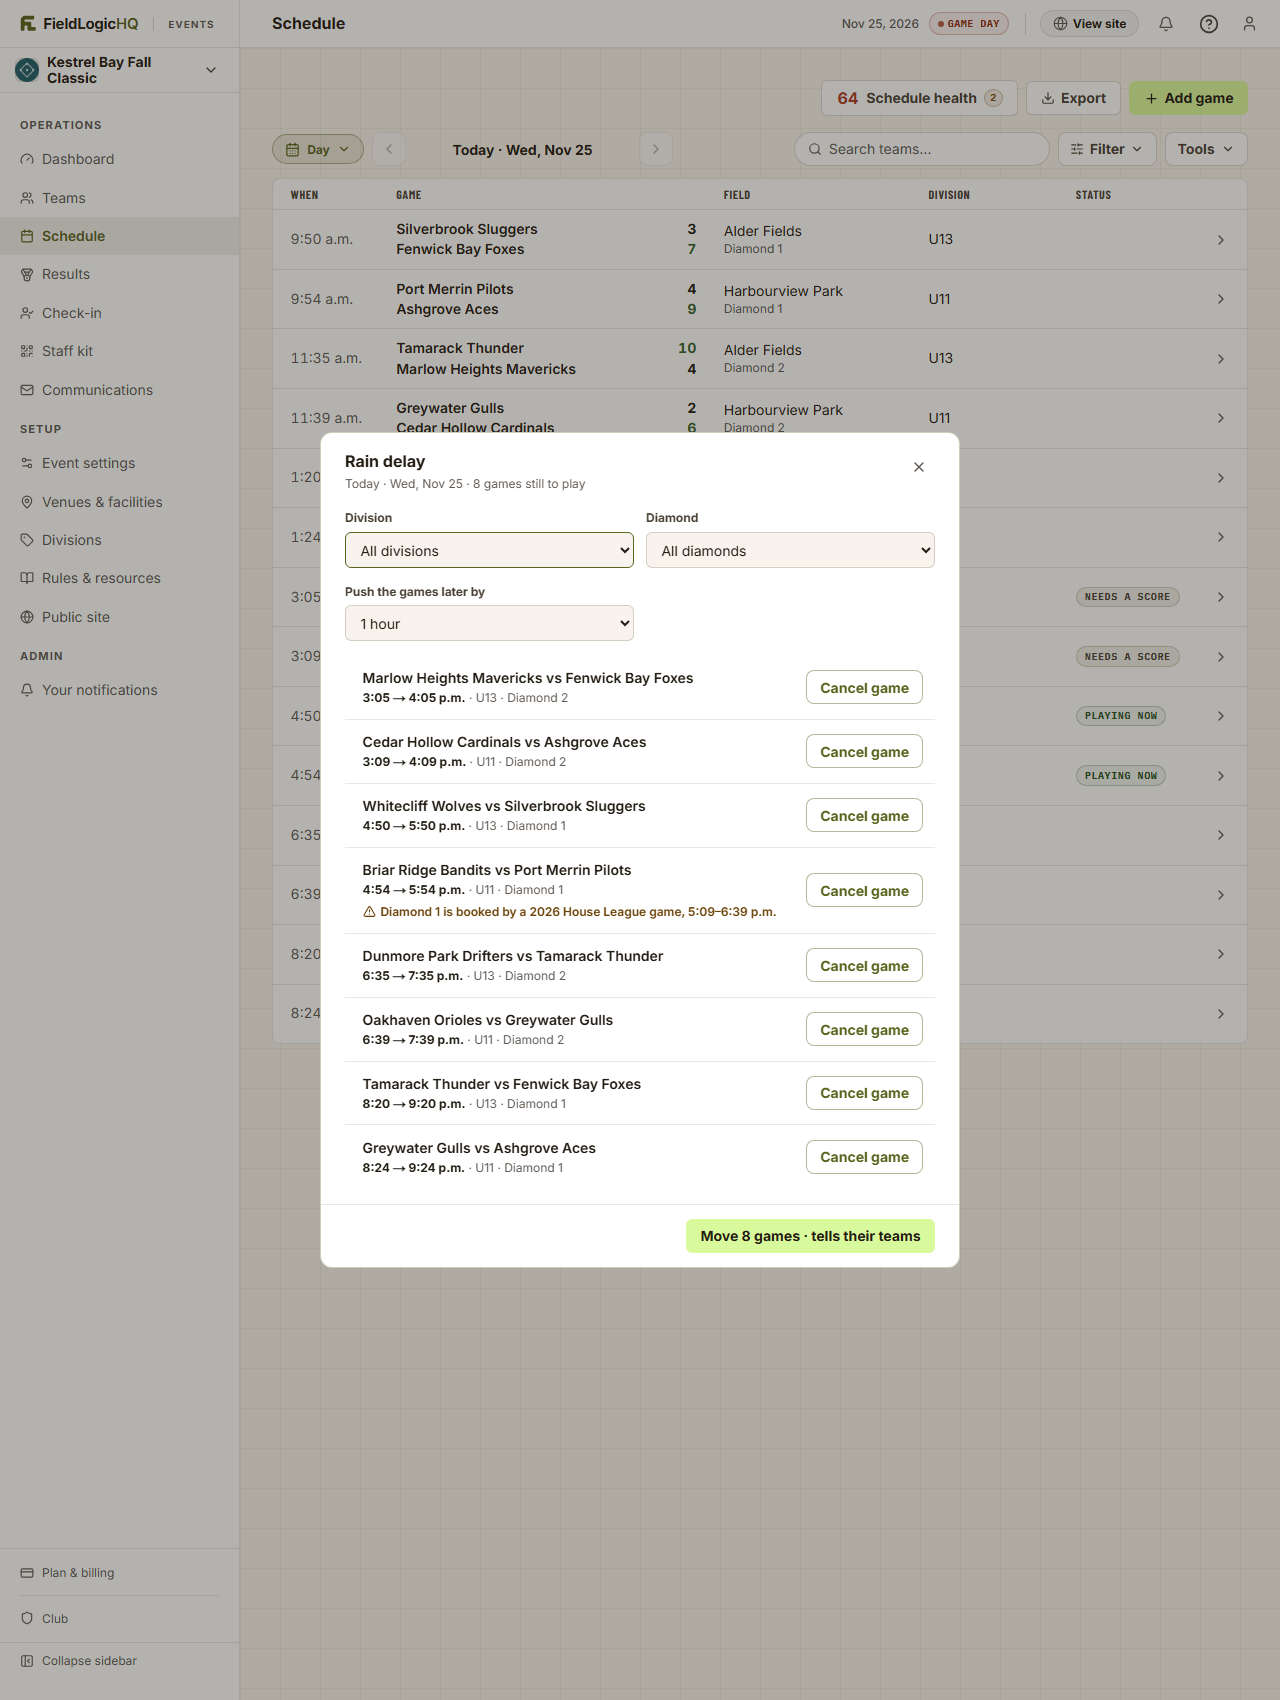 FieldLogicHQ
EVENTS
Schedule
Nov 25, 2026
GAME DAY
View site
Kestrel Bay Fall
Classic
OPERATIONS
Dashboard
Teams
Schedule
Results
Check-in
Staff kit
Communications
SETUP
Event settings
Venues & facilities
Divisions
Rules & resources
Public site
ADMIN
Your notifications
Plan & billing
Club
Collapse sidebar
64 Schedule health 2
Export
Add game
Day
Today · Wed, Nov 25
Search teams...
Filter
Tools
WHEN GAME FIELD DIVISION STATUS
9:50 a.m. Silverbrook Sluggers 3 Alder Fields U13
Fenwick Bay Foxes 7 Diamond 1
9:54 a.m. Port Merrin Pilots 4 Harbourview Park U11
Ashgrove Aces 9 Diamond 1
11:35 a.m. Tamarack Thunder 10 Alder Fields U13
Marlow Heights Mavericks 4 Diamond 2
11:39 a.m. Greywater Gulls 2 Harbourview Park U11
Cedar Hollow Cardinals 6 Diamond 2
1:20
1:24
3:05 NEEDS A SCORE
3:09 NEEDS A SCORE
4:50 PLAYING NOW
4:54 PLAYING NOW
6:35
6:39
8:20
8:24
Rain delay
Today · Wed, Nov 25 · 8 games still to play
Division
All divisions
Diamond
All diamonds
Push the games later by
1 hour
Marlow Heights Mavericks vs Fenwick Bay Foxes
3:05 → 4:05 p.m. · U13 · Diamond 2
Cancel game
Cedar Hollow Cardinals vs Ashgrove Aces
3:09 → 4:09 p.m. · U11 · Diamond 2
Cancel game
Whitecliff Wolves vs Silverbrook Sluggers
4:50 → 5:50 p.m. · U13 · Diamond 1
Cancel game
Briar Ridge Bandits vs Port Merrin Pilots
4:54 → 5:54 p.m. · U11 · Diamond 1
Diamond 1 is booked by a 2026 House League game, 5:09–6:39 p.m.
Cancel game
Dunmore Park Drifters vs Tamarack Thunder
6:35 → 7:35 p.m. · U13 · Diamond 2
Cancel game
Oakhaven Orioles vs Greywater Gulls
6:39 → 7:39 p.m. · U11 · Diamond 2
Cancel game
Tamarack Thunder vs Fenwick Bay Foxes
8:20 → 9:20 p.m. · U13 · Diamond 1
Cancel game
Greywater Gulls vs Ashgrove Aces
8:24 → 9:24 p.m. · U11 · Diamond 1
Cancel game
Move 8 games · tells their teams